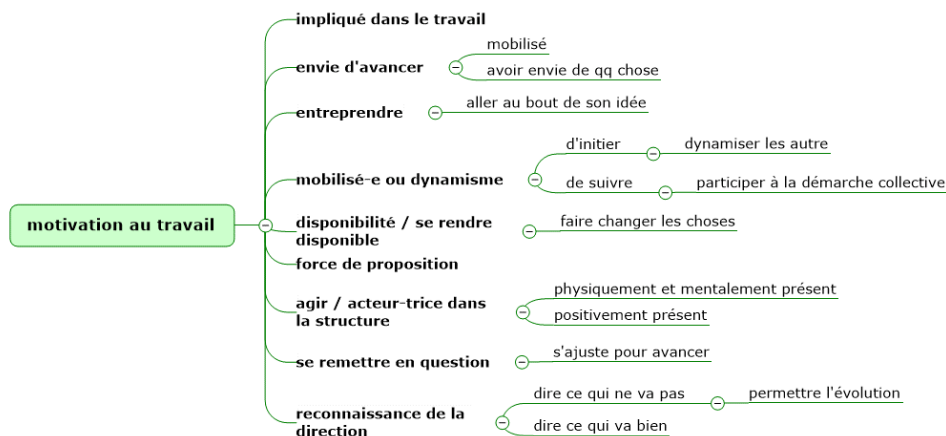 impliqué dans le travail
mobilisé
envie d'avancer
avoir envie de qq chose
entreprendre
aller au bout de son idée
d'initier
dynamiser les autre
mobilisé-e ou dynamisme
de suivre
participer à la démarche collective
motivation au travail
disponibilité / se rendre
disponible
faire changer les choses
force de proposition
agir / acteur-trice dans
la structure
physiquement et mentalement présent
positivement présent
se remettre en question
s'ajuste pour avancer
reconnaissance de la
direction
dire ce qui ne va pas
permettre l'évolution
dire ce qui va bien